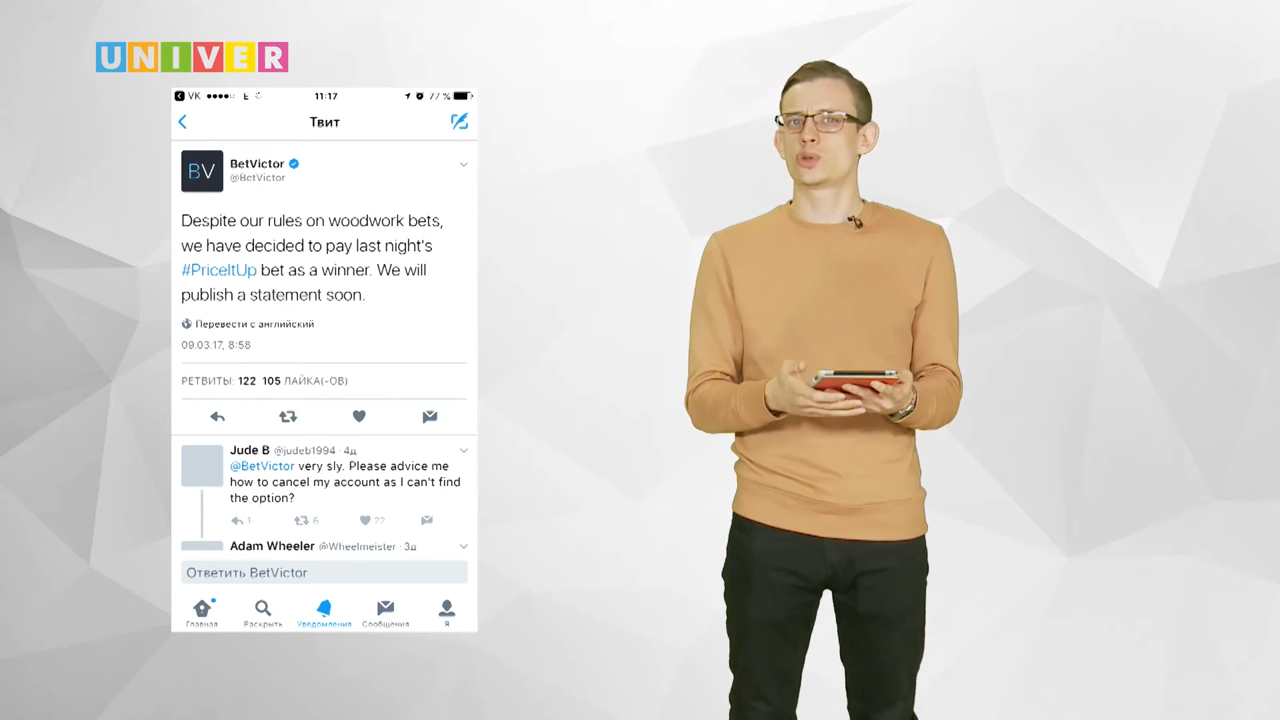 UNIVER
VK 11:17 77 %
Твит
BV
BetVictor
@BetVictor
Despite our rules on woodwork bets,
we have decided to pay last night's
#PriceItUp bet as a winner. We will
publish a statement soon.
Перевести с английский
09.03.17, 8:58
РЕТВИТЫ: 122 105 ЛАЙКА(-ОВ)
Jude B @judeb1994 · 4д
@BetVictor very sly. Please advice me
how to cancel my account as I can't find
the option?
1 6 22
Adam Wheeler @Wheelmeister · 3д
Ответить BetVictor
Главная Раскрыть Уведомления Сообщения Я